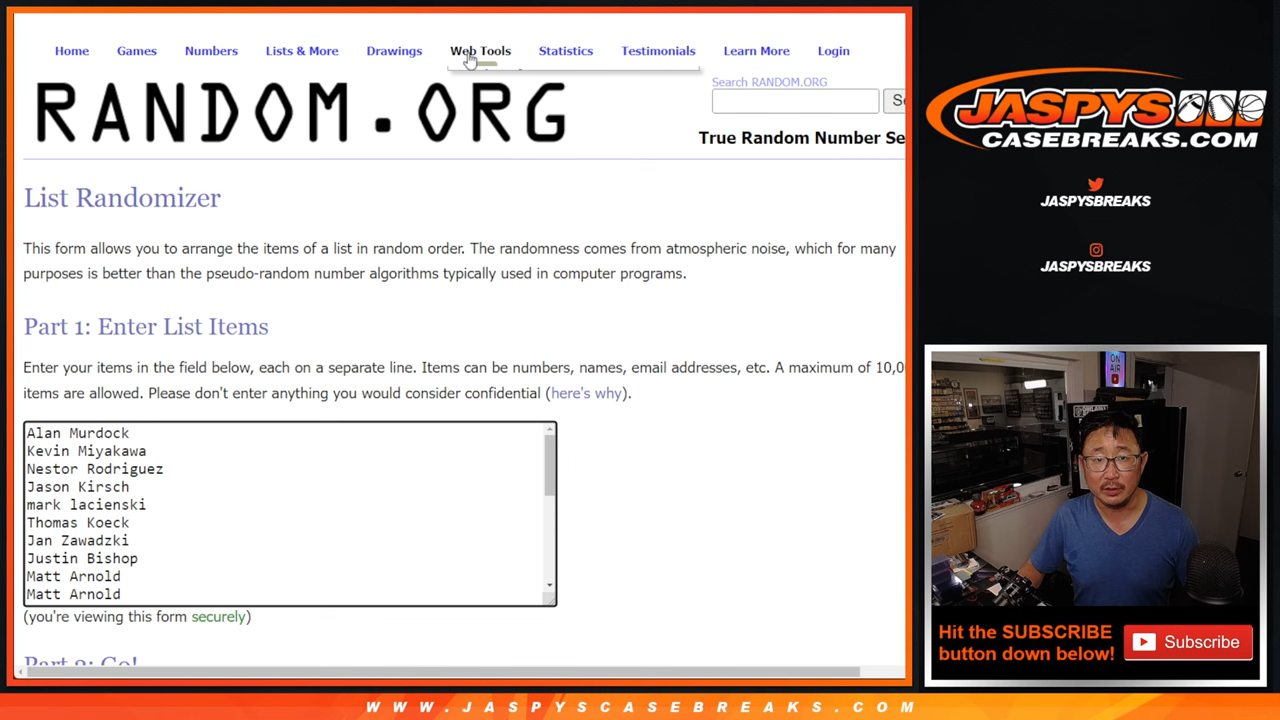 Home Games Numbers Lists & More Drawings Web Tools Statistics Testimonials Learn More Login
RANDOM.ORG
Search RANDOM.ORG
True Random Number Se
List Randomizer
This form allows you to arrange the items of a list in random order. The randomness comes from atmospheric noise, which for many
purposes is better than the pseudo-random number algorithms typically used in computer programs.
Part 1: Enter List Items
Enter your items in the field below, each on a separate line. Items can be numbers, names, email addresses, etc. A maximum of 10,0
items are allowed. Please don't enter anything you would consider confidential (here's why).
Alan Murdock
Kevin Miyakawa
Nestor Rodriguez
Jason Kirsch
mark lacienski
Thomas Koeck
Jan Zawadzki
Justin Bishop
Matt Arnold
Matt Arnold
(you're viewing this form securely)
Part 2: Go!
JASPYS
CASEBREAKS.COM
JASPYSBREAKS
JASPYSBREAKS
ON
AIR
Hit the SUBSCRIBE
button down below!
Subscribe
WWW.JASPYSCASEBREAKS.COM